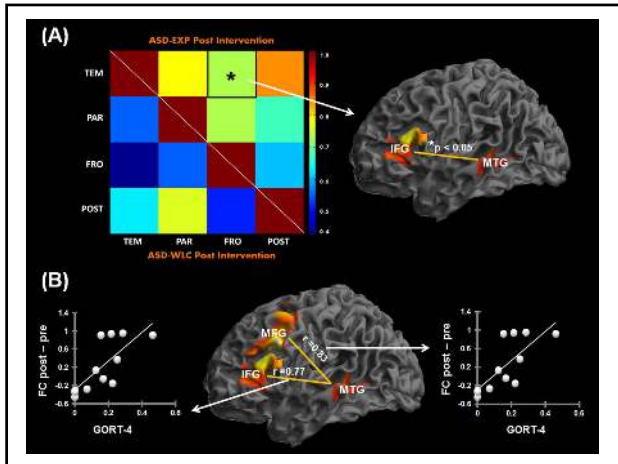 (A)
ASD-EXP Post Intervention
TEM
PAR
FRO
POST
*
TEM PAR FRO POST
ASD-WLC Post Intervention
1.0
0.9
0.8
0.7
0.6
0.5
0.4
IFG
*p < 0.05
MTG
(B)
FC post – pre
1.4
1
0.6
0.2
-0.2
-0.6
0 0.2 0.4 0.6
GORT-4
MFG
IFG
MTG
r =0.83
r =0.77
FC post – pre
1.4
1
0.6
0.2
-0.2
-0.6
0 0.2 0.4 0.6
GORT-4